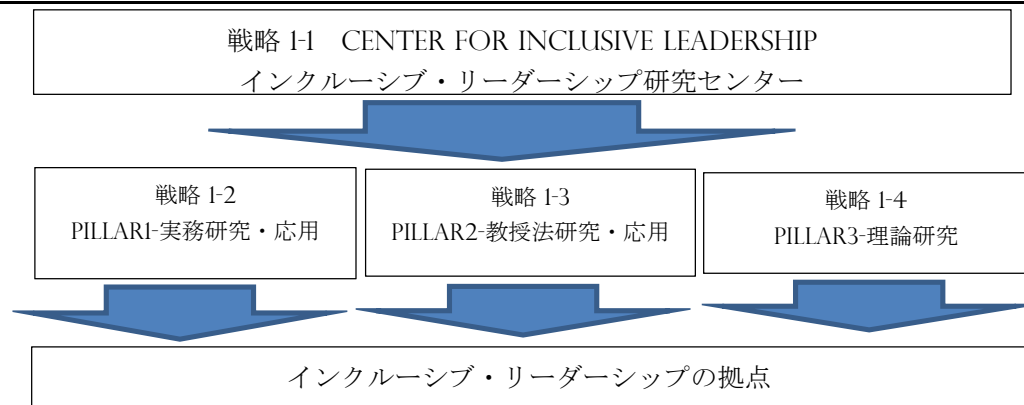 戦略 1-1 CENTER FOR INCLUSIVE LEADERSHIP
インクルーシブ・リーダーシップ研究センター
戦略 1-2
PILLAR1-実務研究・応用
戦略 1-3
PILLAR2-教授法研究・応用
戦略 1-4
PILLAR3-理論研究
インクルーシブ・リーダーシップの拠点